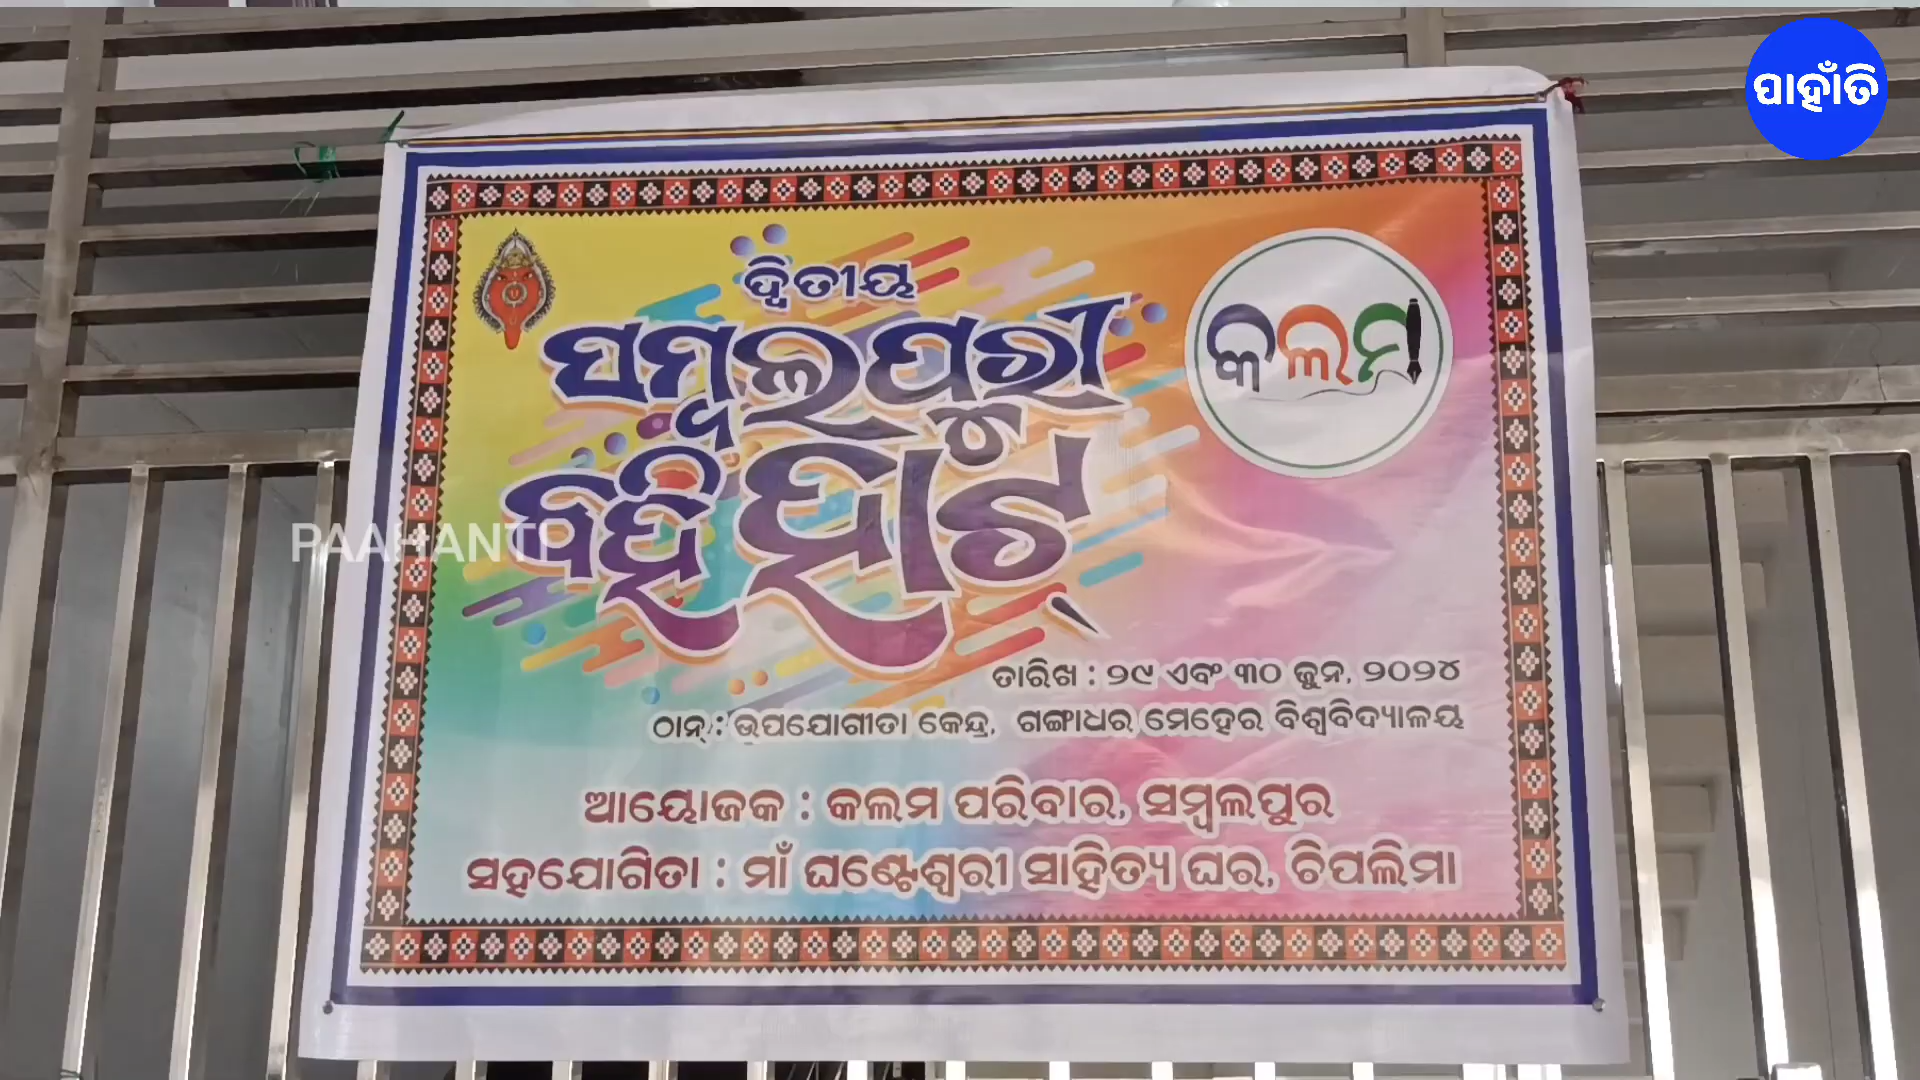 ପାହାଁତି
ଦ୍ୱିତୀୟ
ସମ୍ବଲପୁରୀ
ବହି ହାଟ୍
କଲମ
PAAHANTI
ତାରିଖ : ୨୯ ଏବଂ ୩୦ ଜୁନ, ୨୦୨୪
ଠାନ୍ : ଉପଯୋଗୀତା କେନ୍ଦ୍ର, ଗଙ୍ଗାଧର ମେହେର ବିଶ୍ୱବିଦ୍ୟାଳୟ
ଆୟୋଜକ : କଲମ ପରିବାର, ସମ୍ବଲପୁର
ସହଯୋଗିତା : ମାଁ ଘଣ୍ଟେଶ୍ୱରୀ ସାହିତ୍ୟ ଘର, ଚିପଲିମା